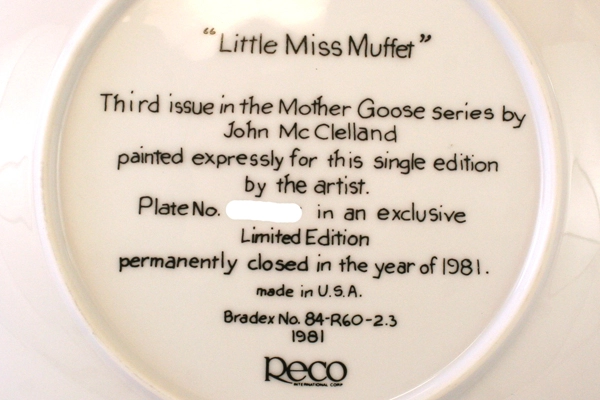 "Little Miss Muffet"
Third issue in the Mother Goose series by
John McClelland
painted expressly for this single edition
by the artist.
Plate No. in an exclusive
Limited Edition
permanently closed in the year of 1981.
made in U.S.A.
Bradex No. 84-R60-2.3
1981
Reco
INTERNATIONAL CORP